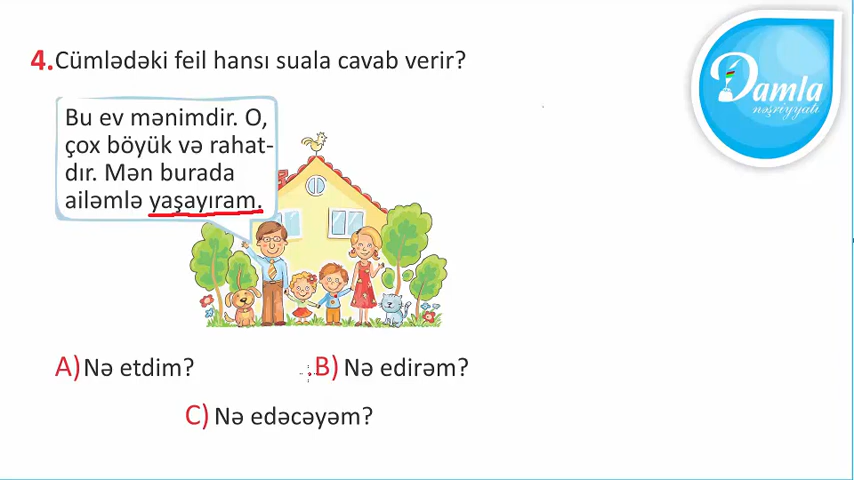 4. Cümlədəki feil hansı suala cavab verir?
Bu ev mənimdir. O,
çox böyük və rahat-
dır. Mən burada
ailəmlə yaşayıram.
A) Nə etdim?
B) Nə edirəm?
C) Nə edəcəyəm?
Damla
nəşriyyatı